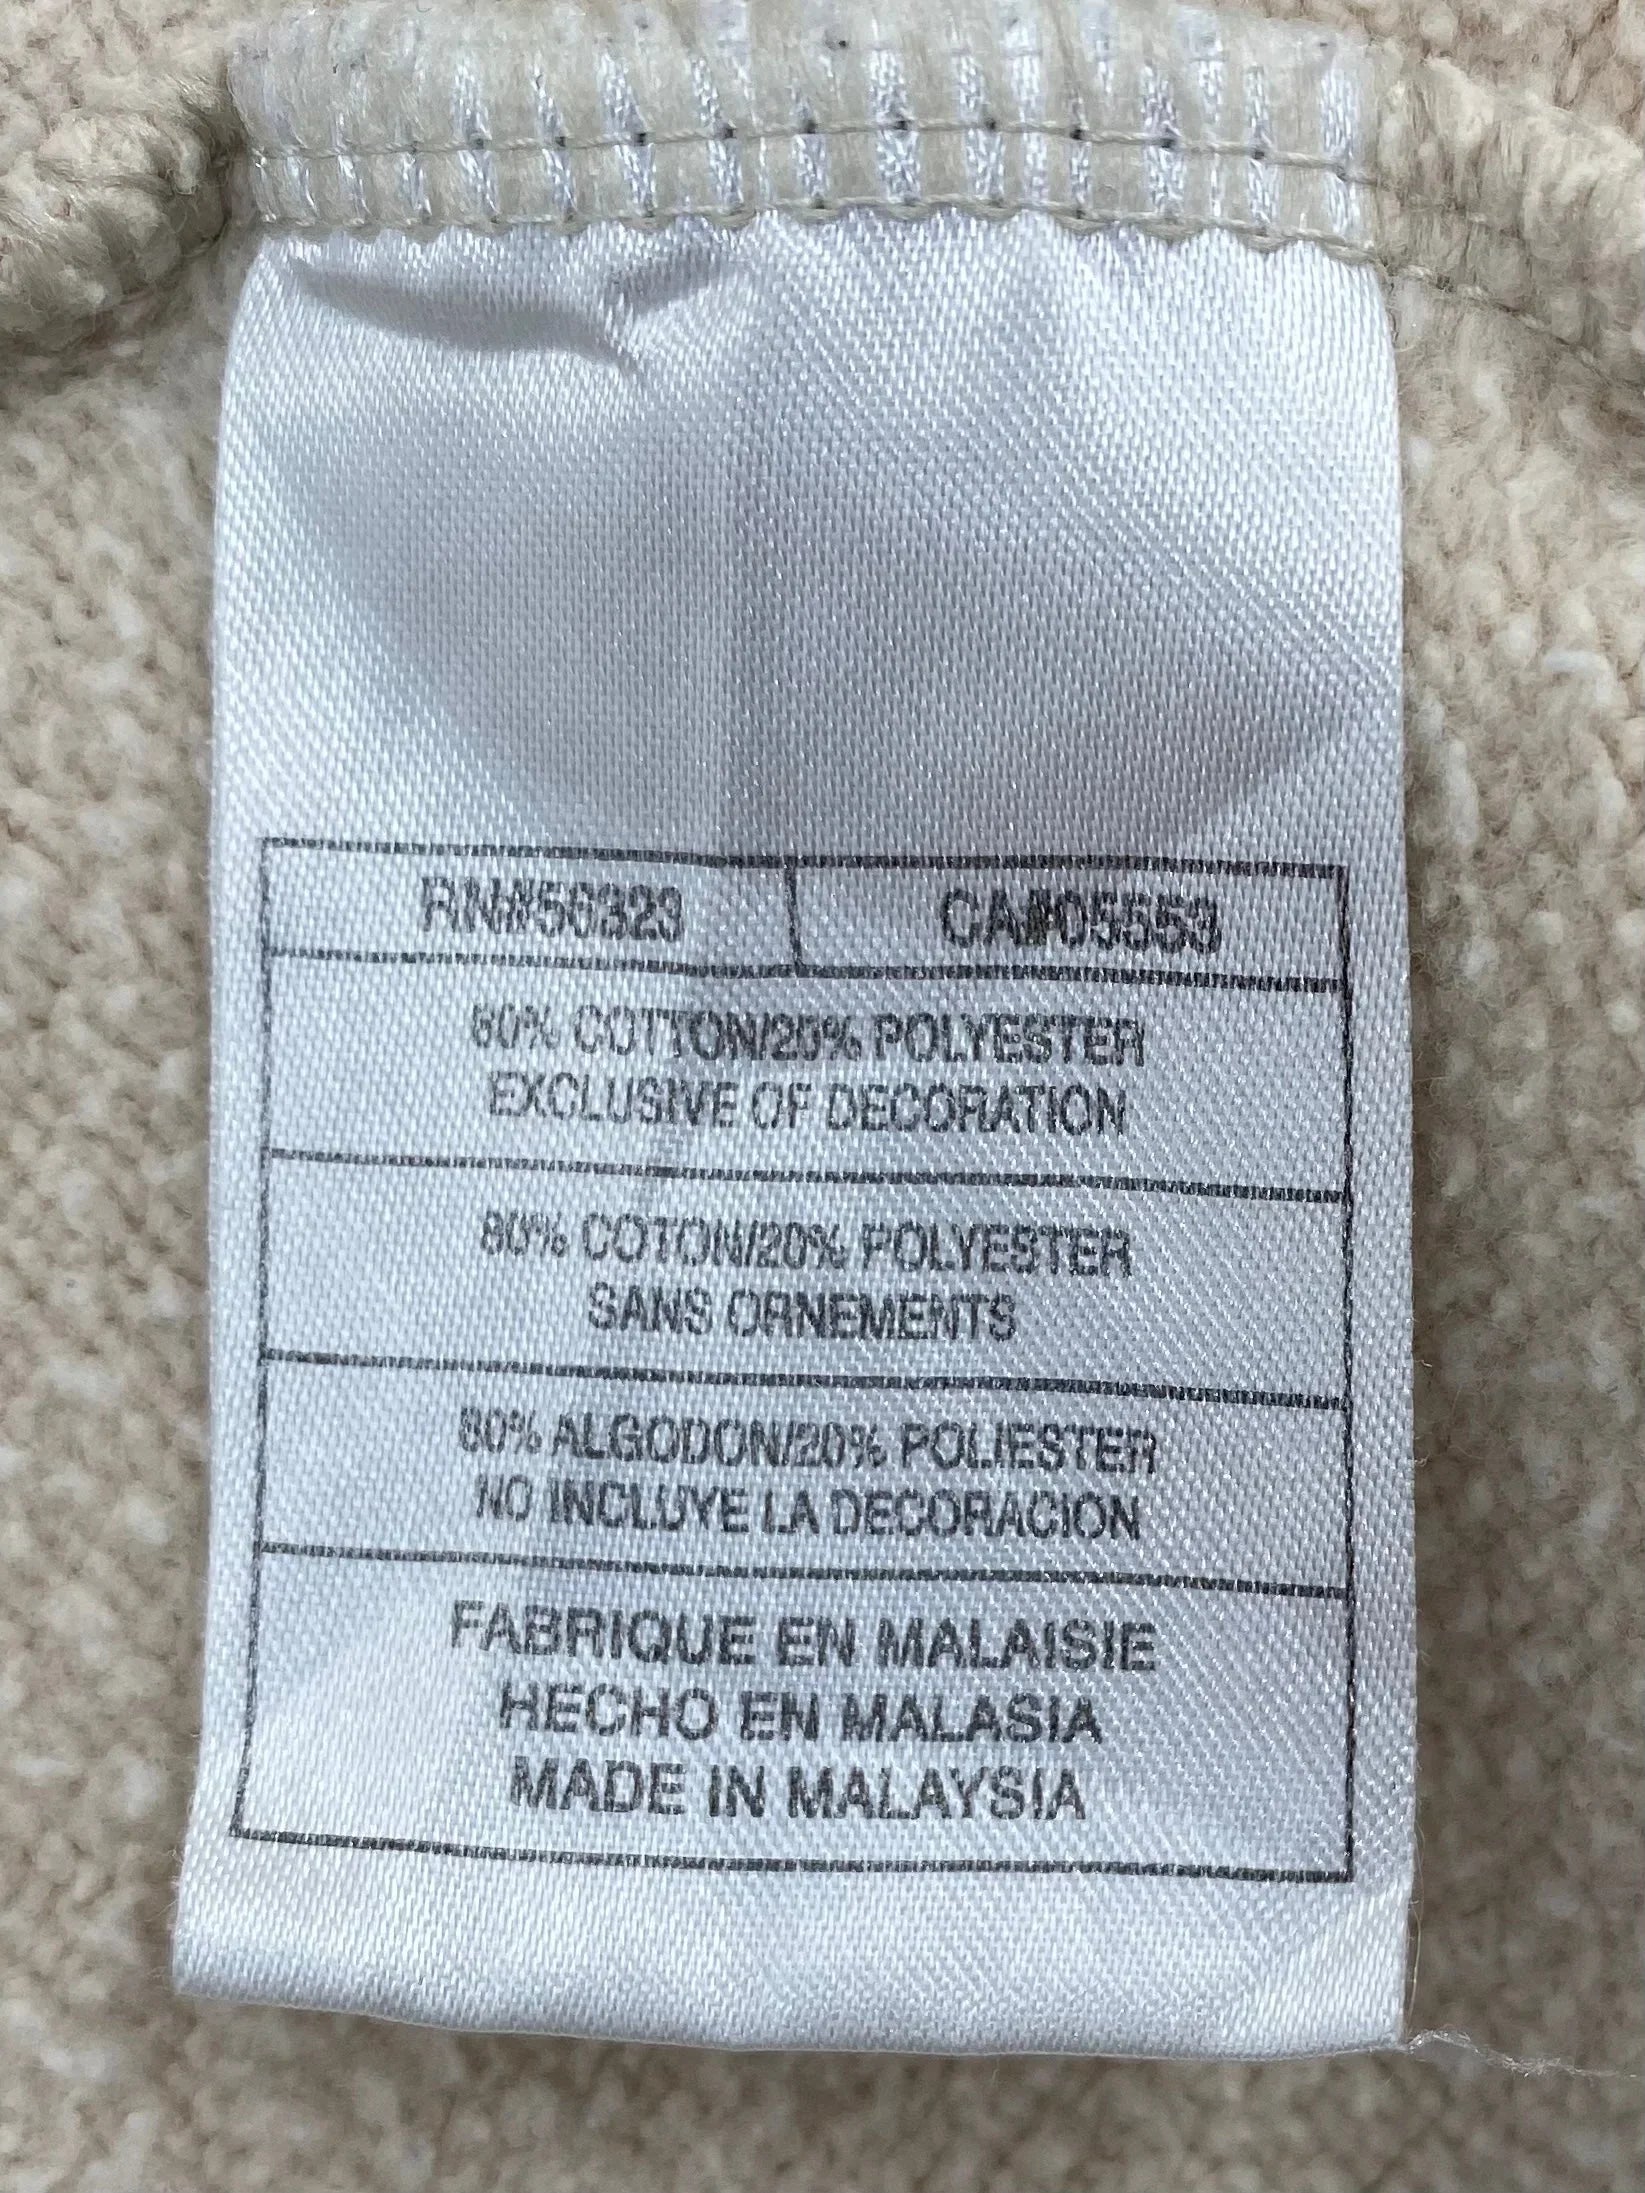 RN#56323 CA#05553
80% COTTON/20% POLYESTER
EXCLUSIVE OF DECORATION
80% COTON/20% POLYESTER
SANS ORNEMENTS
80% ALGODON/20% POLIESTER
NO INCLUYE LA DECORACION
FABRIQUE EN MALAISIE
HECHO EN MALASIA
MADE IN MALAYSIA